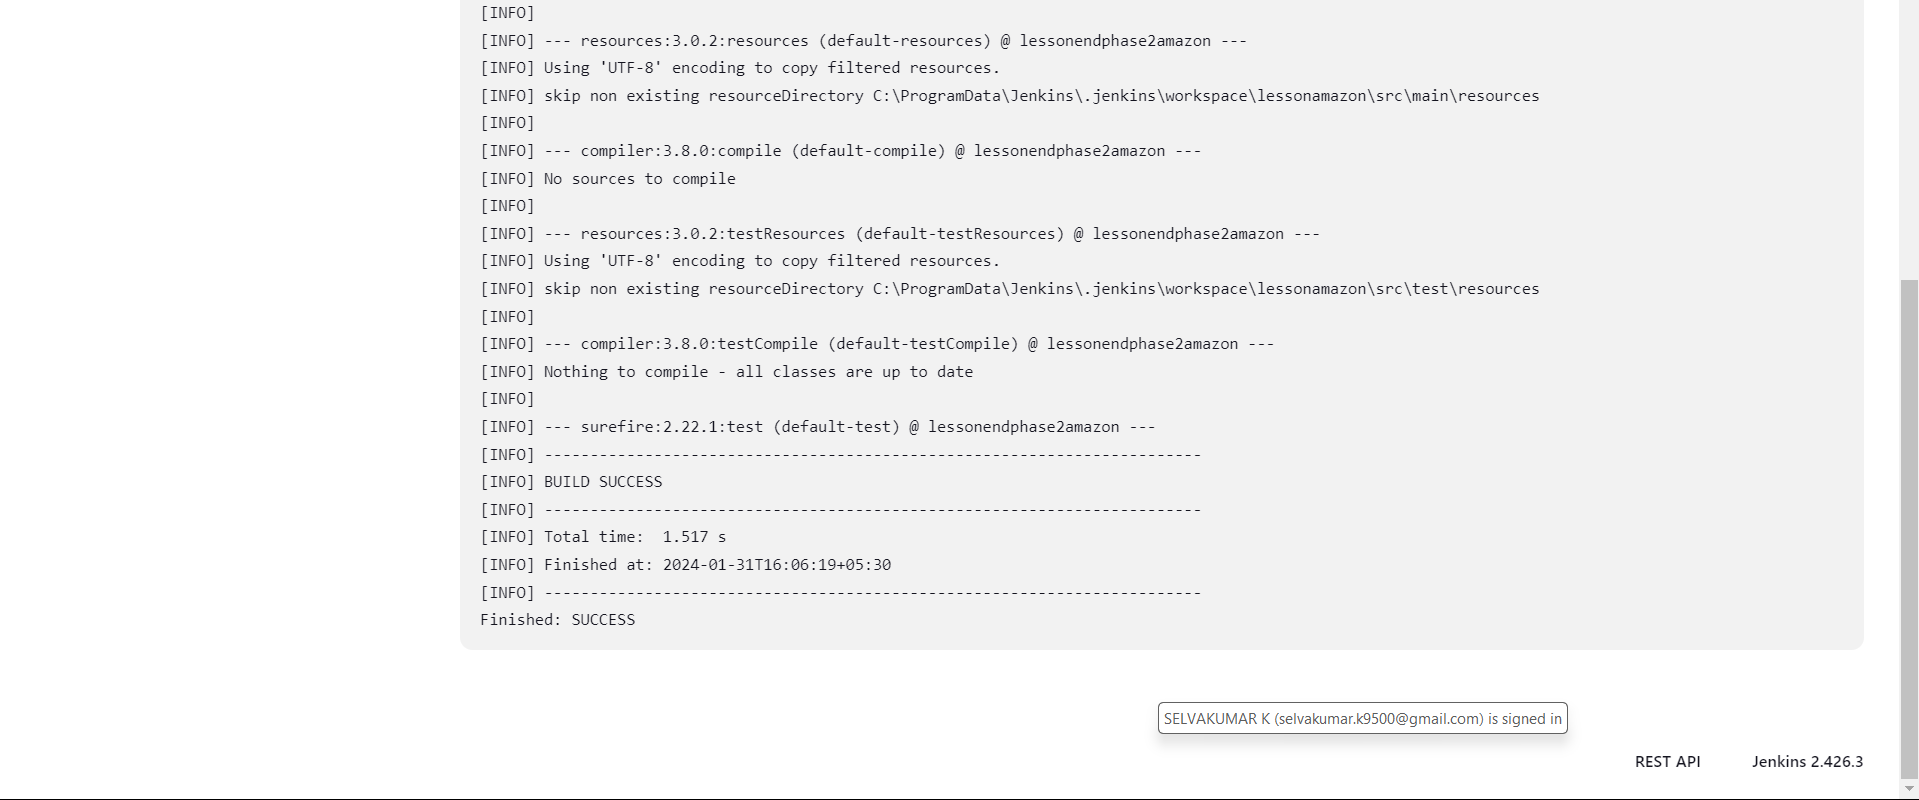 [INFO]
[INFO] --- resources:3.0.2:resources (default-resources) @ lessonendphase2amazon ---
[INFO] Using 'UTF-8' encoding to copy filtered resources.
[INFO] skip non existing resourceDirectory C:\ProgramData\Jenkins\.jenkins\workspace\lessonamazon\src\main\resources
[INFO]
[INFO] --- compiler:3.8.0:compile (default-compile) @ lessonendphase2amazon ---
[INFO] No sources to compile
[INFO]
[INFO] --- resources:3.0.2:testResources (default-testResources) @ lessonendphase2amazon ---
[INFO] Using 'UTF-8' encoding to copy filtered resources.
[INFO] skip non existing resourceDirectory C:\ProgramData\Jenkins\.jenkins\workspace\lessonamazon\src\test\resources
[INFO]
[INFO] --- compiler:3.8.0:testCompile (default-testCompile) @ lessonendphase2amazon ---
[INFO] Nothing to compile - all classes are up to date
[INFO]
[INFO] --- surefire:2.22.1:test (default-test) @ lessonendphase2amazon ---
[INFO] ------------------------------------------------------------------------
[INFO] BUILD SUCCESS
[INFO] ------------------------------------------------------------------------
[INFO] Total time:  1.517 s
[INFO] Finished at: 2024-01-31T16:06:19+05:30
[INFO] ------------------------------------------------------------------------
Finished: SUCCESS
SELVAKUMAR K (selvakumar.k9500@gmail.com) is signed in
REST API Jenkins 2.426.3